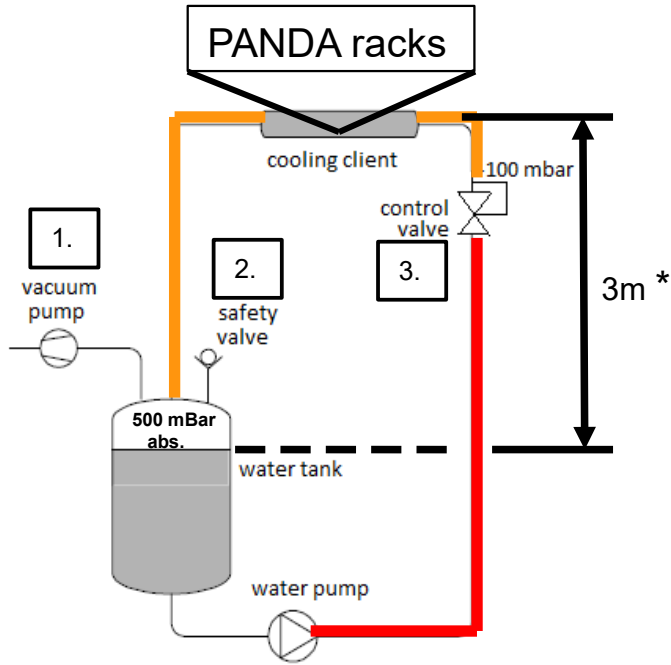 PANDA racks
cooling client
-100 mbar
control
valve
1.
2.
3.
3m *
vacuum
pump
safety
valve
500 mBar
abs.
water tank
water pump